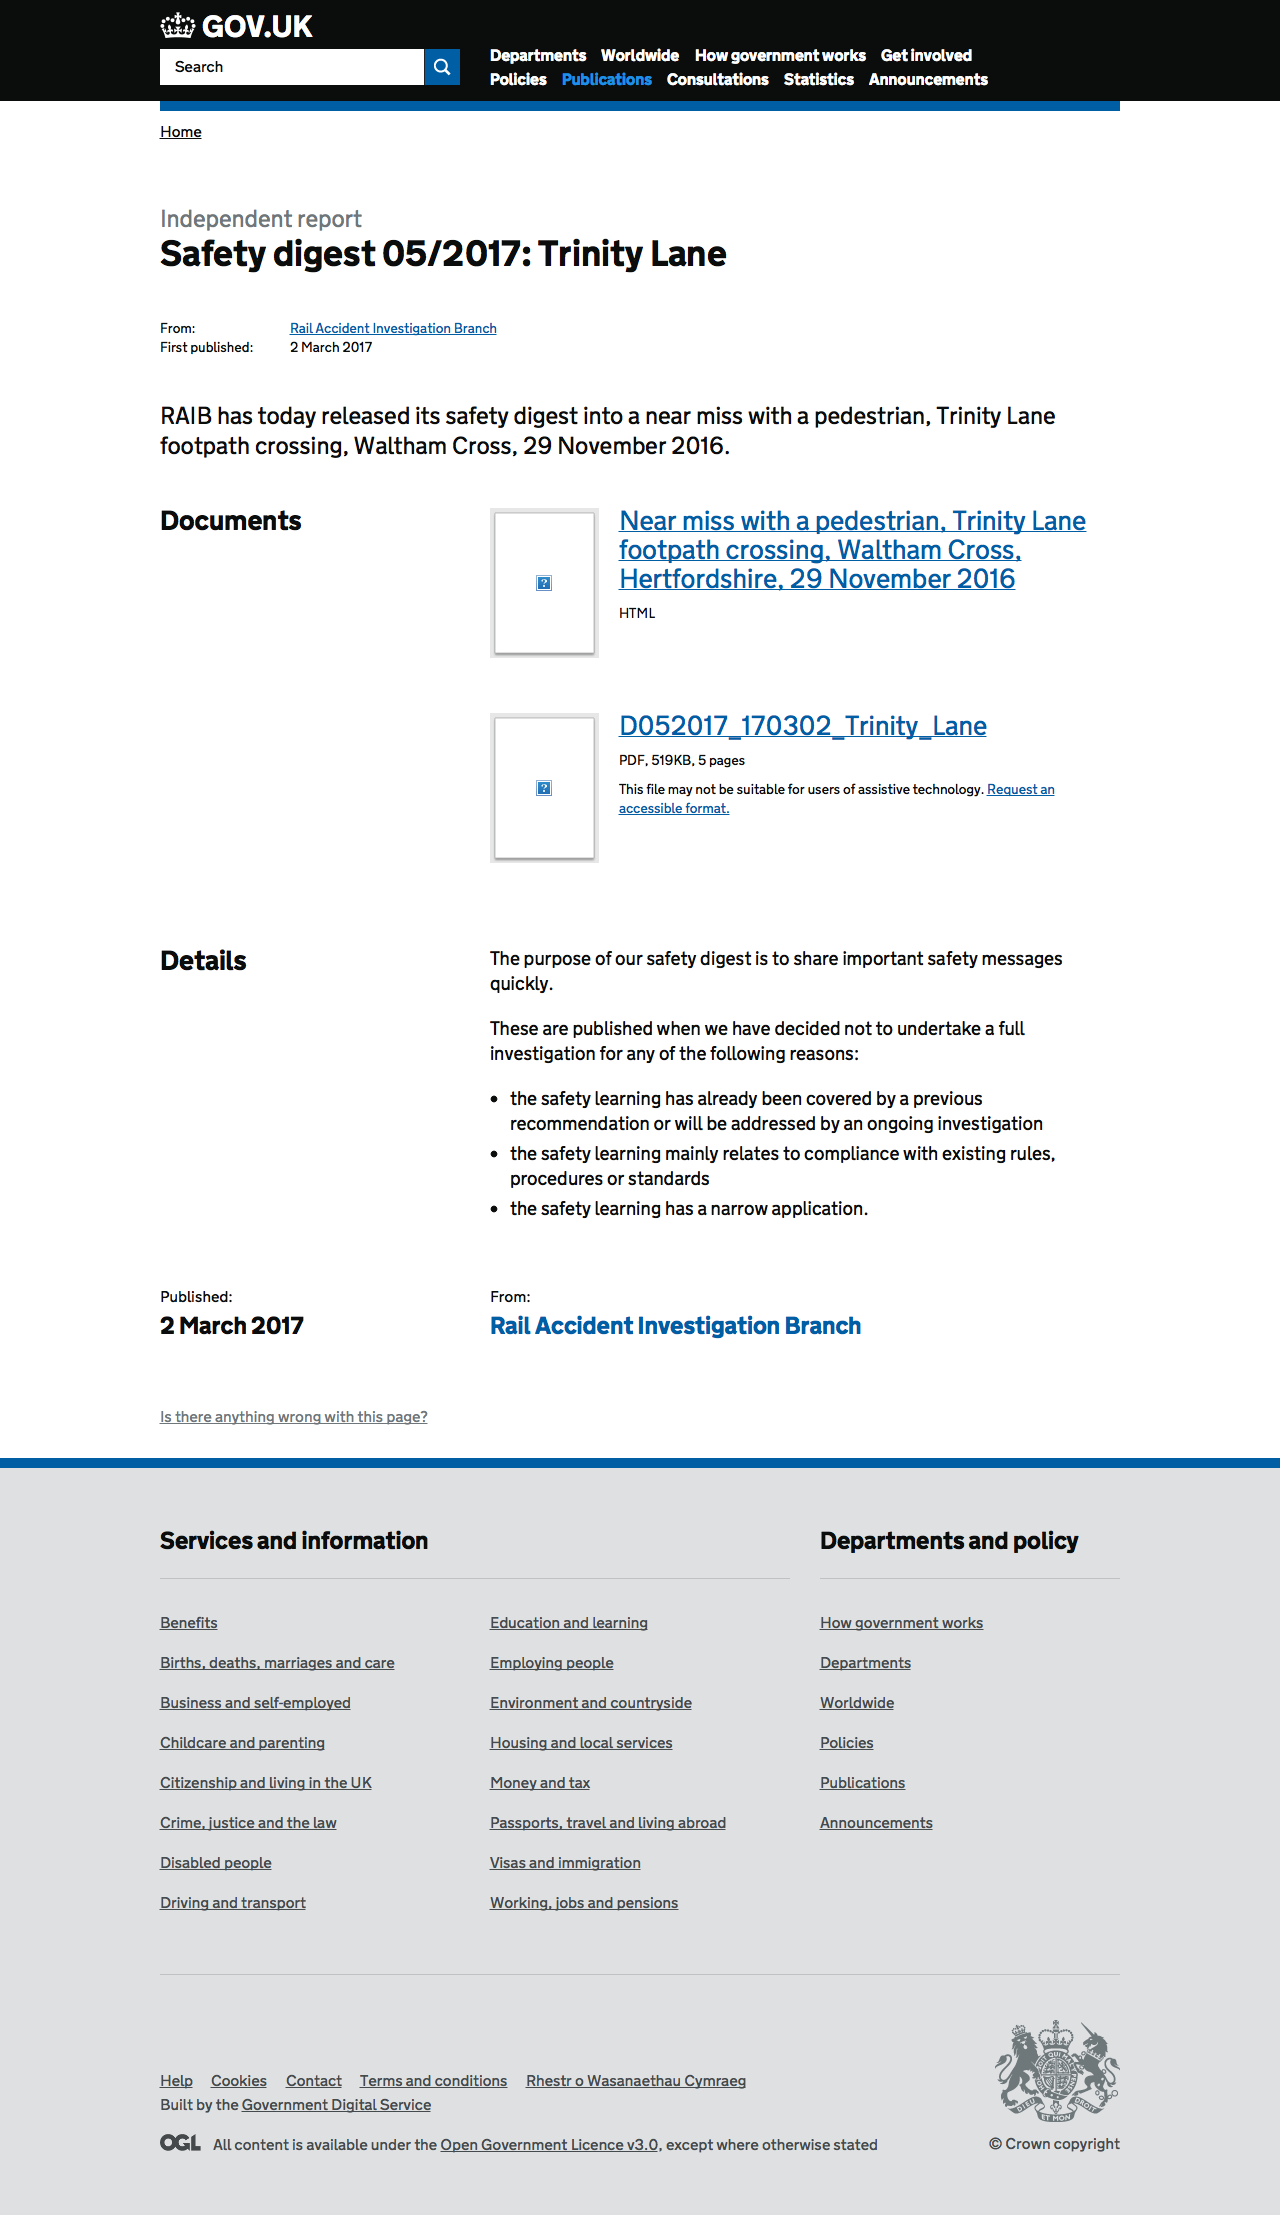 GOV.UK
Search
Departments Worldwide How government works Get involved
Policies Publications Consultations Statistics Announcements
Home
Independent report
Safety digest 05/2017: Trinity Lane
From: Rail Accident Investigation Branch
First published: 2 March 2017
RAIB has today released its safety digest into a near miss with a pedestrian, Trinity Lane
footpath crossing, Waltham Cross, 29 November 2016.
Documents
Near miss with a pedestrian, Trinity Lane
footpath crossing, Waltham Cross,
Hertfordshire, 29 November 2016
HTML
D052017_170302_Trinity_Lane
PDF, 519KB, 5 pages
This file may not be suitable for users of assistive technology. Request an
accessible format.
Details
The purpose of our safety digest is to share important safety messages
quickly.
These are published when we have decided not to undertake a full
investigation for any of the following reasons:
• the safety learning has already been covered by a previous
recommendation or will be addressed by an ongoing investigation
• the safety learning mainly relates to compliance with existing rules,
procedures or standards
• the safety learning has a narrow application.
Published:
2 March 2017
From:
Rail Accident Investigation Branch
Is there anything wrong with this page?
Services and information
Benefits
Births, deaths, marriages and care
Business and self-employed
Childcare and parenting
Citizenship and living in the UK
Crime, justice and the law
Disabled people
Driving and transport
Education and learning
Employing people
Environment and countryside
Housing and local services
Money and tax
Passports, travel and living abroad
Visas and immigration
Working, jobs and pensions
Departments and policy
How government works
Departments
Worldwide
Policies
Publications
Announcements
Help Cookies Contact Terms and conditions Rhestr o Wasanaethau Cymraeg
Built by the Government Digital Service
OGL All content is available under the Open Government Licence v3.0, except where otherwise stated
DIEU ET MON DROIT
© Crown copyright